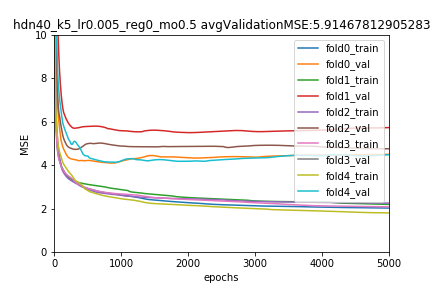 hdn40_k5_lr0.005_reg0_mo0.5 avgValidationMSE:5.91467812905283
10
8
6
4
2
0
MSE
fold0_train
fold0_val
fold1_train
fold1_val
fold2_train
fold2_val
fold3_train
fold3_val
fold4_train
fold4_val
0 1000 2000 3000 4000 5000
epochs